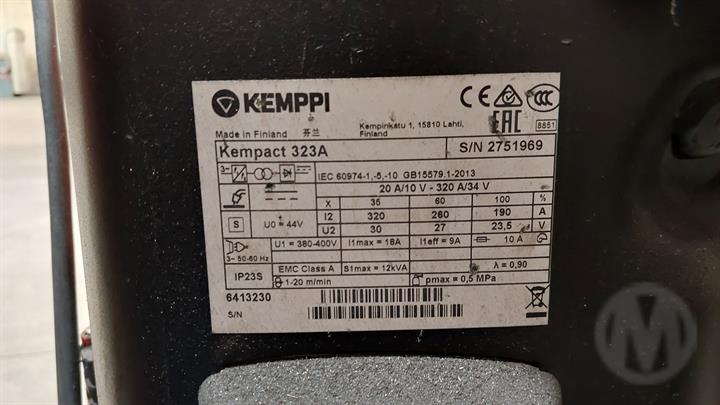 KEMPPI
CE EAC CCC
Made in Finland 芬兰 Kempinkatu 1, 15810 Lahti, Finland 8851
Kempact 323A S/N 2751969
IEC 60974-1,-5,-10 GB15579.1-2013
20 A/10 V - 320 A/34 V
X 35 60 100 %
S U0 = 44V I2 320 260 190 A
U2 30 27 23,5 V
3~ 50-60 Hz U1 = 380-400V I1max = 18A I1eff = 9A 10 A
IP23S EMC Class A S1max = 12kVA λ = 0,90
1-20 m/min pmax = 0,5 MPa
6413230
S/N
M